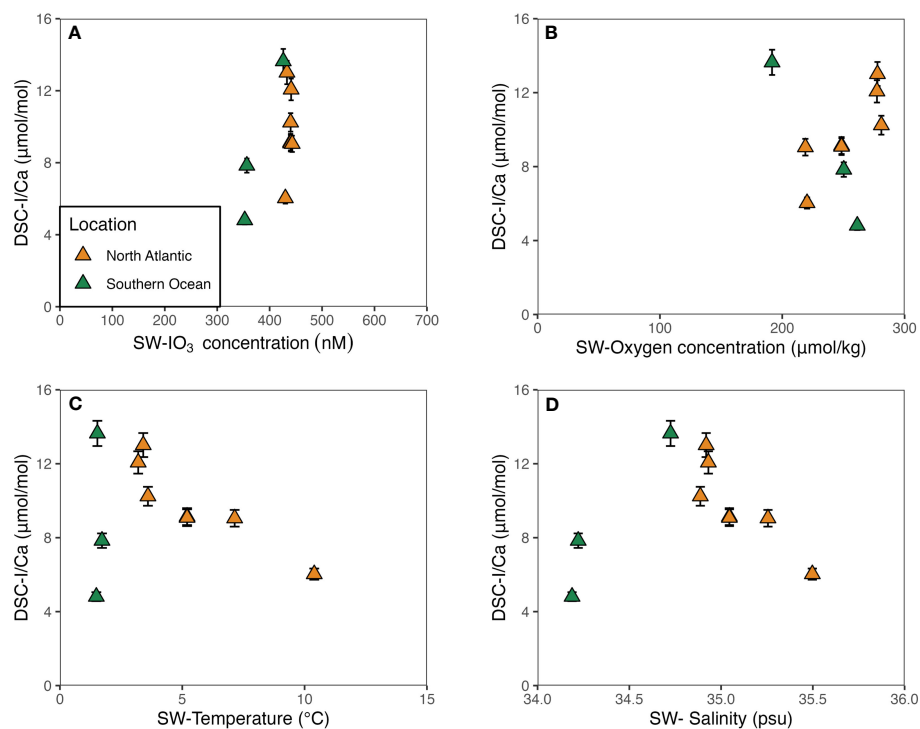 A
16
12
8
4
0
DSC-I/Ca (μmol/mol)
Location
North Atlantic
Southern Ocean
0 100 200 300 400 500 600 700
SW-IO₃ concentration (nM)
B
16
12
8
4
0
DSC-I/Ca (μmol/mol)
0 100 200 300
SW-Oxygen concentration (μmol/kg)
C
16
12
8
4
0
DSC-I/Ca (μmol/mol)
0 5 10 15
SW-Temperature (°C)
D
16
12
8
4
0
DSC-I/Ca (μmol/mol)
34.0 34.5 35.0 35.5 36.0
SW- Salinity (psu)